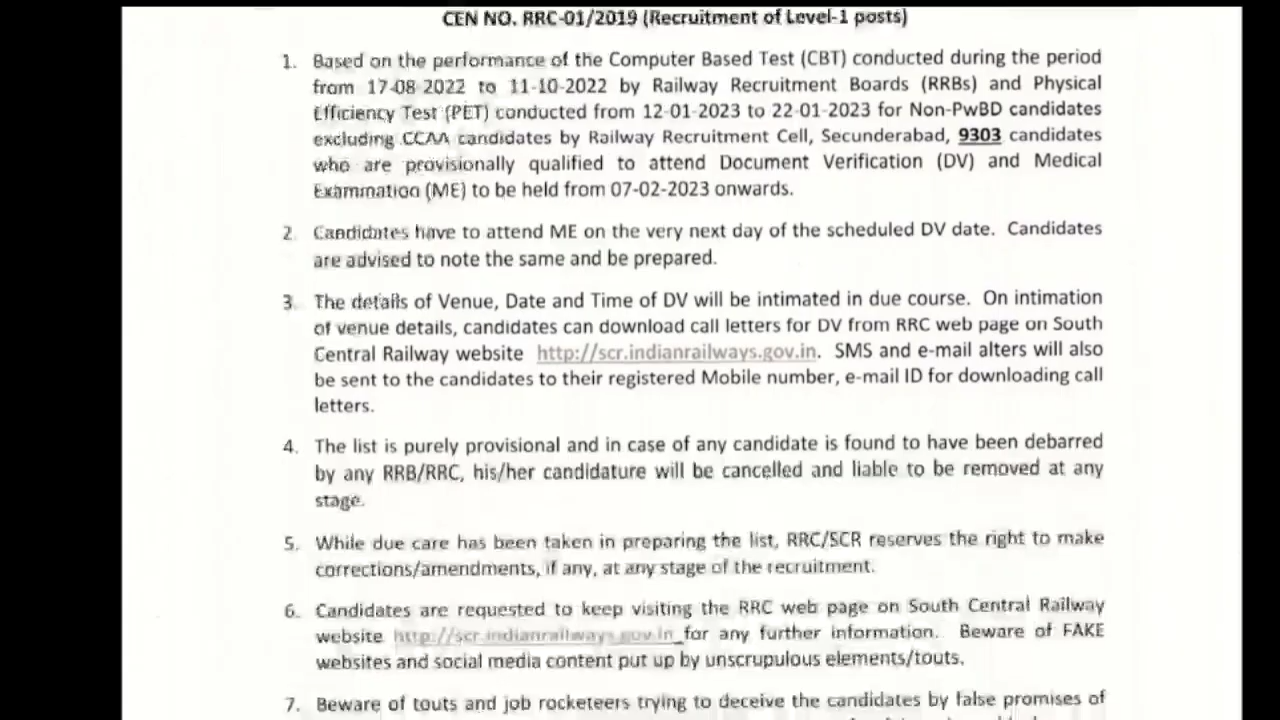 CEN NO. RRC-01/2019 (Recruitment of Level-1 posts)
1. Based on the performance of the Computer Based Test (CBT) conducted during the period
from 17-08-2022 to 11-10-2022 by Railway Recruitment Boards (RRBs) and Physical
Efficiency Test (PET) conducted from 12-01-2023 to 22-01-2023 for Non-PwBD candidates
excluding CCAA candidates by Railway Recruitment Cell, Secunderabad, 9303 candidates
who are provisionally qualified to attend Document Verification (DV) and Medical
Examination (ME) to be held from 07-02-2023 onwards.
2. Candidates have to attend ME on the very next day of the scheduled DV date. Candidates
are advised to note the same and be prepared.
3. The details of Venue, Date and Time of DV will be intimated in due course. On intimation
of venue details, candidates can download call letters for DV from RRC web page on South
Central Railway website http://scr.indianrailways.gov.in. SMS and e-mail alters will also
be sent to the candidates to their registered Mobile number, e-mail ID for downloading call
letters.
4. The list is purely provisional and in case of any candidate is found to have been debarred
by any RRB/RRC, his/her candidature will be cancelled and liable to be removed at any
stage.
5. While due care has been taken in preparing the list, RRC/SCR reserves the right to make
corrections/amendments, if any, at any stage of the recruitment.
6. Candidates are requested to keep visiting the RRC web page on South Central Railway
website http://scr.indianrailways.gov.in for any further information. Beware of FAKE
websites and social media content put up by unscrupulous elements/touts.
7. Beware of touts and job rocketeers trying to deceive the candidates by false promises of